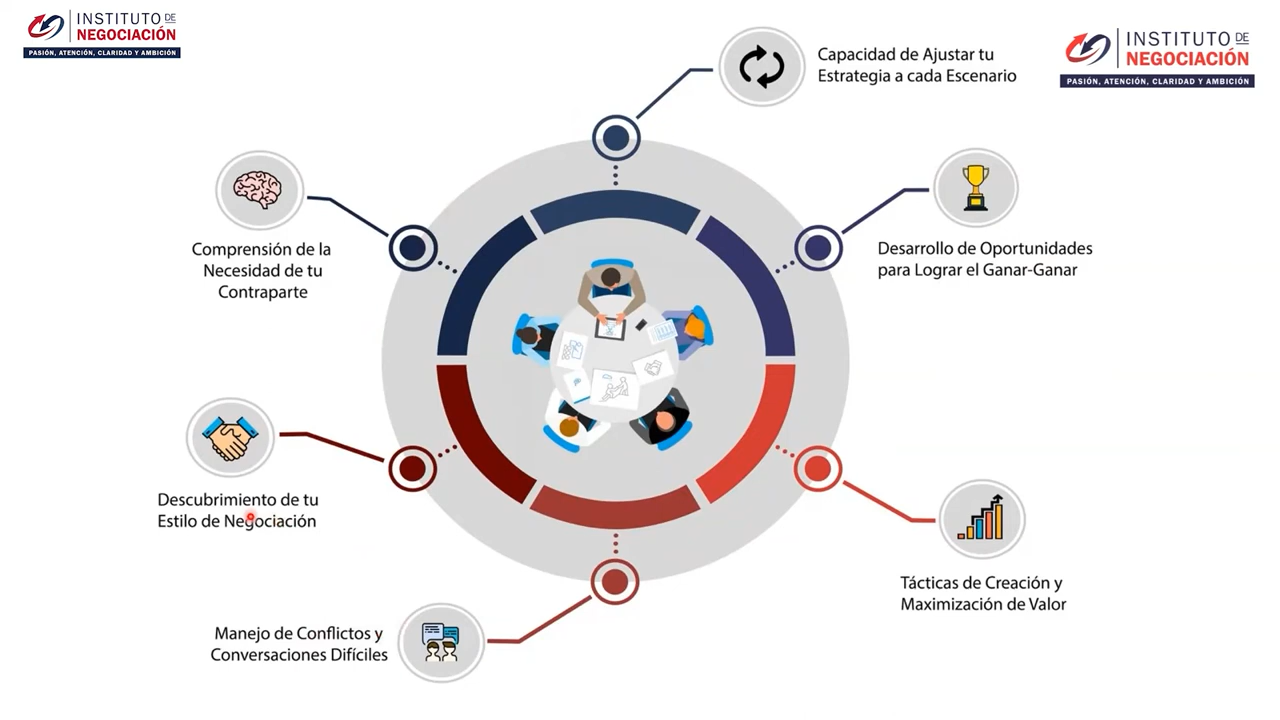 INSTITUTO DE
NEGOCIACIÓN
PASIÓN, ATENCIÓN, CLARIDAD Y AMBICIÓN
INSTITUTO DE
NEGOCIACIÓN
PASIÓN, ATENCIÓN, CLARIDAD Y AMBICIÓN
Capacidad de Ajustar tu
Estrategia a cada Escenario
Comprensión de la
Necesidad de tu
Contraparte
Desarrollo de Oportunidades
para Lograr el Ganar-Ganar
Descubrimiento de tu
Estilo de Negociación
Tácticas de Creación y
Maximización de Valor
Manejo de Conflictos y
Conversaciones Difíciles